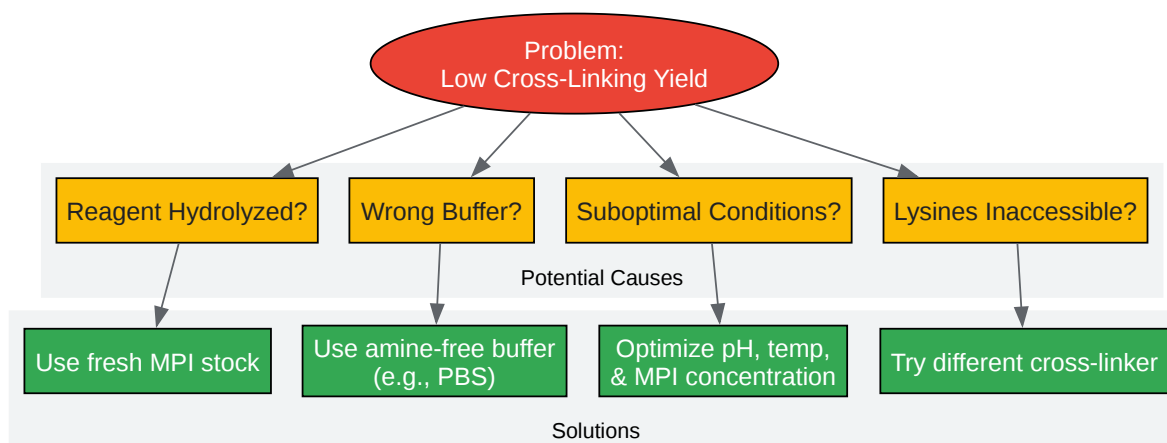 Problem:
Low Cross-Linking Yield
Reagent Hydrolyzed?
Wrong Buffer?
Suboptimal Conditions?
Lysines Inaccessible?
Potential Causes
Use fresh MPI stock
Use amine-free buffer
(e.g., PBS)
Optimize pH, temp,
& MPI concentration
Try different cross-linker
Solutions